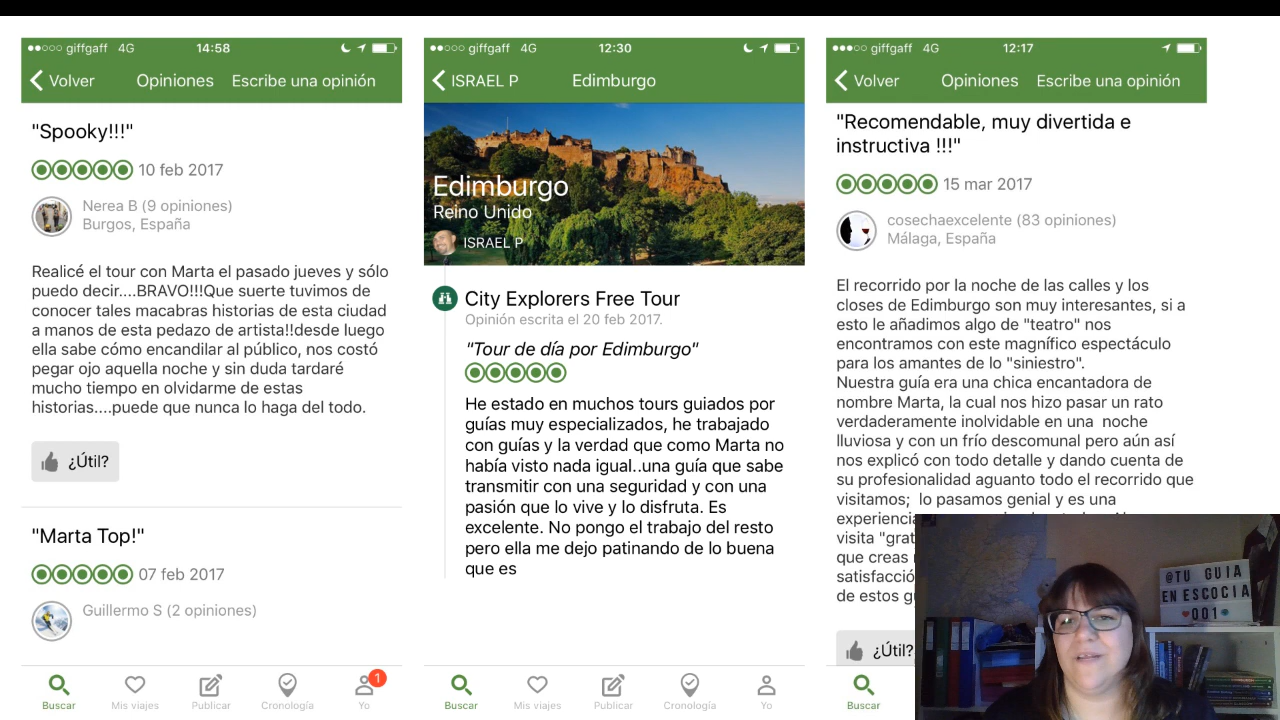 giffgaff 4G 14:58
Volver Opiniones Escribe una opinión
"Spooky!!!"
10 feb 2017
Nerea B (9 opiniones)
Burgos, España
Realicé el tour con Marta el pasado jueves y sólo
puedo decir....BRAVO!!!Que suerte tuvimos de
conocer tales macabras historias de esta ciudad
a manos de esta pedazo de artista!!desde luego
ella sabe cómo encandilar al público, nos costó
pegar ojo aquella noche y sin duda tardaré
mucho tiempo en olvidarme de estas
historias....puede que nunca lo haga del todo.
¿Útil?
"Marta Top!"
07 feb 2017
Guillermo S (2 opiniones)
Buscar Mis viajes Publicar Cronología Yo
1
giffgaff 4G 12:30
ISRAEL P Edimburgo
Edimburgo
Reino Unido
ISRAEL P
City Explorers Free Tour
Opinión escrita el 20 feb 2017.
"Tour de día por Edimburgo"
He estado en muchos tours guiados por
guías muy especializados, he trabajado
con guías y la verdad que como Marta no
había visto nada igual..una guía que sabe
transmitir con una seguridad y con una
pasión que lo vive y lo disfruta. Es
excelente. No pongo el trabajo del resto
pero ella me dejo patinando de lo buena
que es
Buscar Mis viajes Publicar Cronología Yo
giffgaff 4G 12:17
Volver Opiniones Escribe una opinión
"Recomendable, muy divertida e
instructiva !!!"
15 mar 2017
cosechaexcelente (83 opiniones)
Málaga, España
El recorrido por la noche de las calles y los
closes de Edimburgo son muy interesantes, si a
esto le añadimos algo de "teatro" nos
encontramos con este magnífico espectáculo
para los amantes de lo "siniestro".
Nuestra guía era una chica encantadora de
nombre Marta, la cual nos hizo pasar un rato
verdaderamente inolvidable en una noche
lluviosa y con un frío descomunal pero aún así
nos explicó con todo detalle y dando cuenta de
su profesionalidad aguanto todo el recorrido que
visitamos; lo pasamos genial y es una
experiencia
visita "grat
que creas
satisfacció
de estos
¿Útil?
Buscar
@TU GUIA
EN ESCOCIA
001